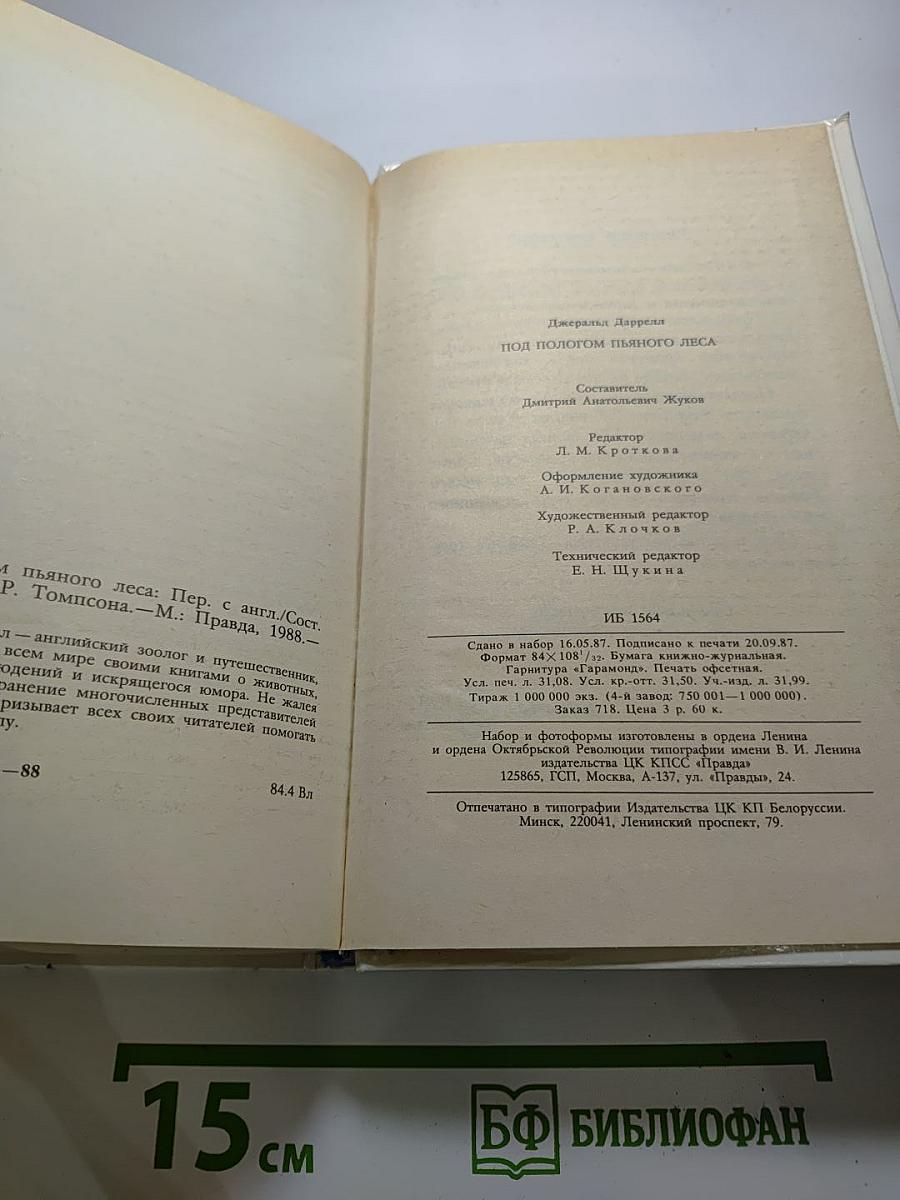 м пьяного леса: Пер. с англ./Сост.
Р. Томпсона.—М.: Правда, 1988.—
л — английский зоолог и путешественник,
всем мире своими книгами о животных,
юдений и искрящегося юмора. Не жалея
ранение многочисленных представителей
ризывает всех своих читателей помогать
лу.
—88
84.4 Вл
Джеральд Даррелл
ПОД ПОЛОГОМ ПЬЯНОГО ЛЕСА
Составитель
Дмитрий Анатольевич Жуков
Редактор
Л. М. Кроткова
Оформление художника
А. И. Когановского
Художественный редактор
Р. А. Клочков
Технический редактор
Е. Н. Щукина
ИБ 1564
Сдано в набор 16.05.87. Подписано к печати 20.09.87.
Формат 84×108¹/₃₂. Бумага книжно-журнальная.
Гарнитура «Гарамонд». Печать офсетная.
Усл. печ. л. 31,08. Усл. кр.-отт. 31,50. Уч.-изд. л. 31,99.
Тираж 1 000 000 экз. (4-й завод: 750 001—1 000 000).
Заказ 718. Цена 3 р. 60 к.
Набор и фотоформы изготовлены в ордена Ленина
и ордена Октябрьской Революции типографии имени В. И. Ленина
издательства ЦК КПСС «Правда»
125865, ГСП, Москва, А-137, ул. «Правды», 24.
Отпечатано в типографии Издательства ЦК КП Белоруссии.
Минск, 220041, Ленинский проспект, 79.
15 см
БФ БИБЛИОФАН